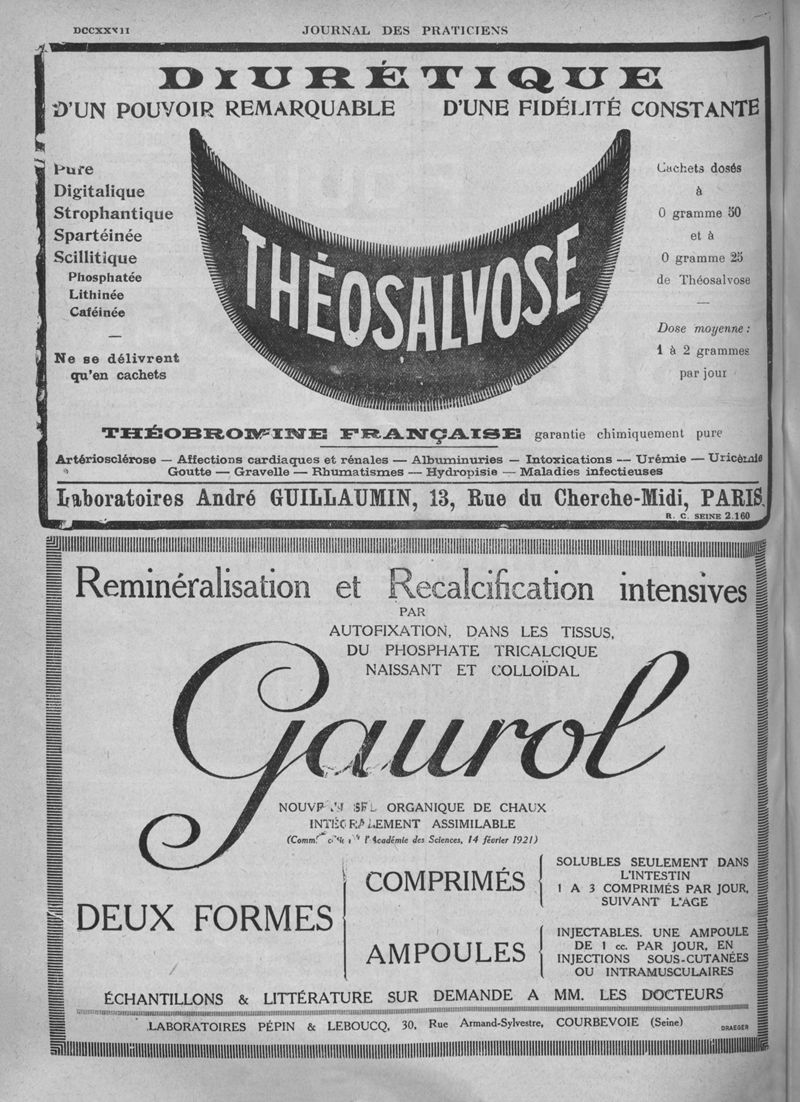 DCCXXVII
JOURNAL DES PRATICIENS
DIURÉTIQUE
D'UN POUVOIR REMARQUABLE D'UNE FIDÉLITÉ CONSTANTE
Pure
Digitalique
Strophantique
Spartéinée
Scillitique
Phosphatée
Lithinée
Caféinée
—
Ne se délivrent
qu'en cachets
THÉOSALVOSE
Cachets dosés
à
0 gramme 50
et à
0 gramme 25
de Théosalvose
—
Dose moyenne :
1 à 2 grammes
par jour
THÉOBROMINE FRANÇAISE garantie chimiquement pure
Artériosclérose — Affections cardiaques et rénales — Albuminuries — Intoxications — Urémie — Uricémie
Goutte — Gravelle — Rhumatismes — Hydropisie — Maladies infectieuses
Laboratoires André GUILLAUMIN, 13, Rue du Cherche-Midi, PARIS.
R. C. SEINE 2.160
Reminéralisation et Recalcification intensives
PAR
AUTOFIXATION, DANS LES TISSUS,
DU PHOSPHATE TRICALCIQUE
NAISSANT ET COLLOÏDAL
Gaurol
SEL ORGANIQUE DE CHAUX
INTÉGRALEMENT ASSIMILABLE
l'Académie des Sciences, 14 février 1921)
DEUX FORMES
COMPRIMÉS
SOLUBLES SEULEMENT DANS
L'INTESTIN
1 A 3 COMPRIMÉS PAR JOUR,
SUIVANT L'AGE
AMPOULES
INJECTABLES. UNE AMPOULE
DE 1 cc. PAR JOUR, EN
INJECTIONS SOUS-CUTANÉES
OU INTRAMUSCULAIRES
ÉCHANTILLONS & LITTÉRATURE SUR DEMANDE A MM. LES DOCTEURS
LABORATOIRES PÉPIN & LEBOUCQ, 30, Rue Armand-Sylvestre, COURBEVOIE (Seine)
DRAEGER